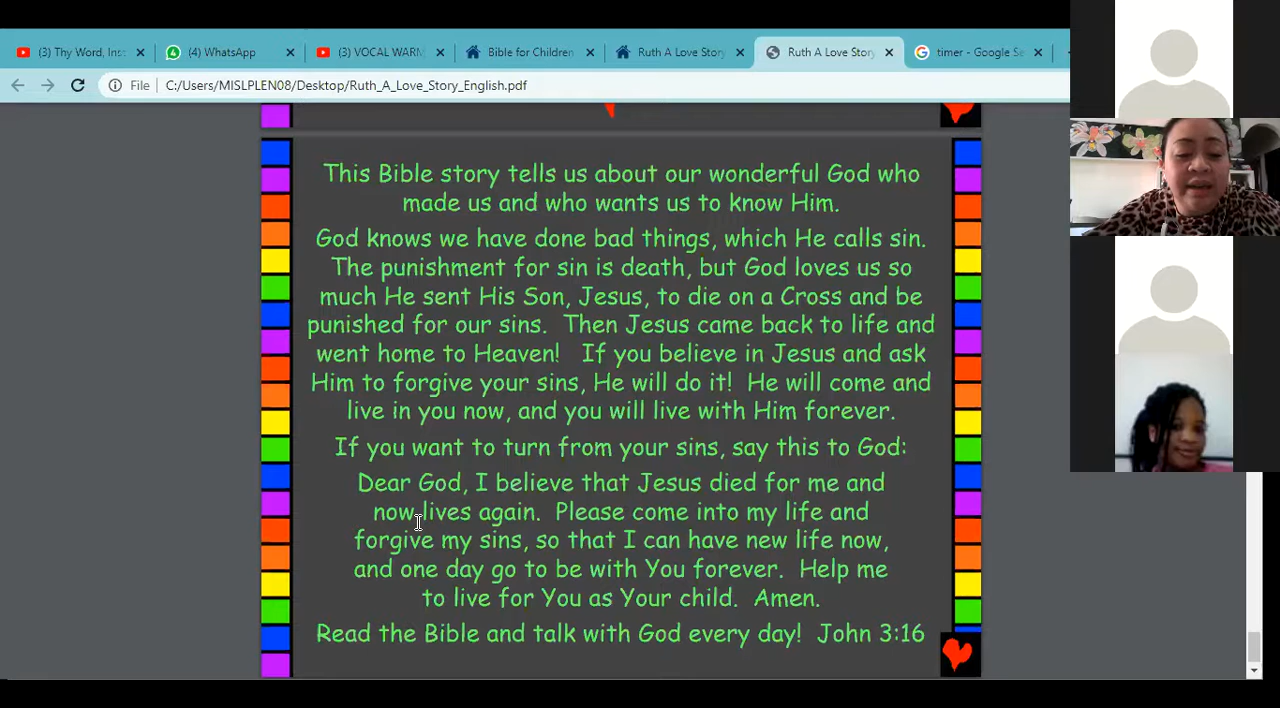 (3) Thy Word, Ins
(4) WhatsApp
(3) VOCAL WARM
Bible for Children
Ruth A Love Story
Ruth A Love Story
timer - Google Se
File
C:/Users/MISLPLEN08/Desktop/Ruth_A_Love_Story_English.pdf
This Bible story tells us about our wonderful God who
made us and who wants us to know Him.
God knows we have done bad things, which He calls sin.
The punishment for sin is death, but God loves us so
much He sent His Son, Jesus, to die on a Cross and be
punished for our sins. Then Jesus came back to life and
went home to Heaven! If you believe in Jesus and ask
Him to forgive your sins, He will do it! He will come and
live in you now, and you will live with Him forever.
If you want to turn from your sins, say this to God:
Dear God, I believe that Jesus died for me and
now lives again. Please come into my life and
forgive my sins, so that I can have new life now,
and one day go to be with You forever. Help me
to live for You as Your child. Amen.
Read the Bible and talk with God every day! John 3:16